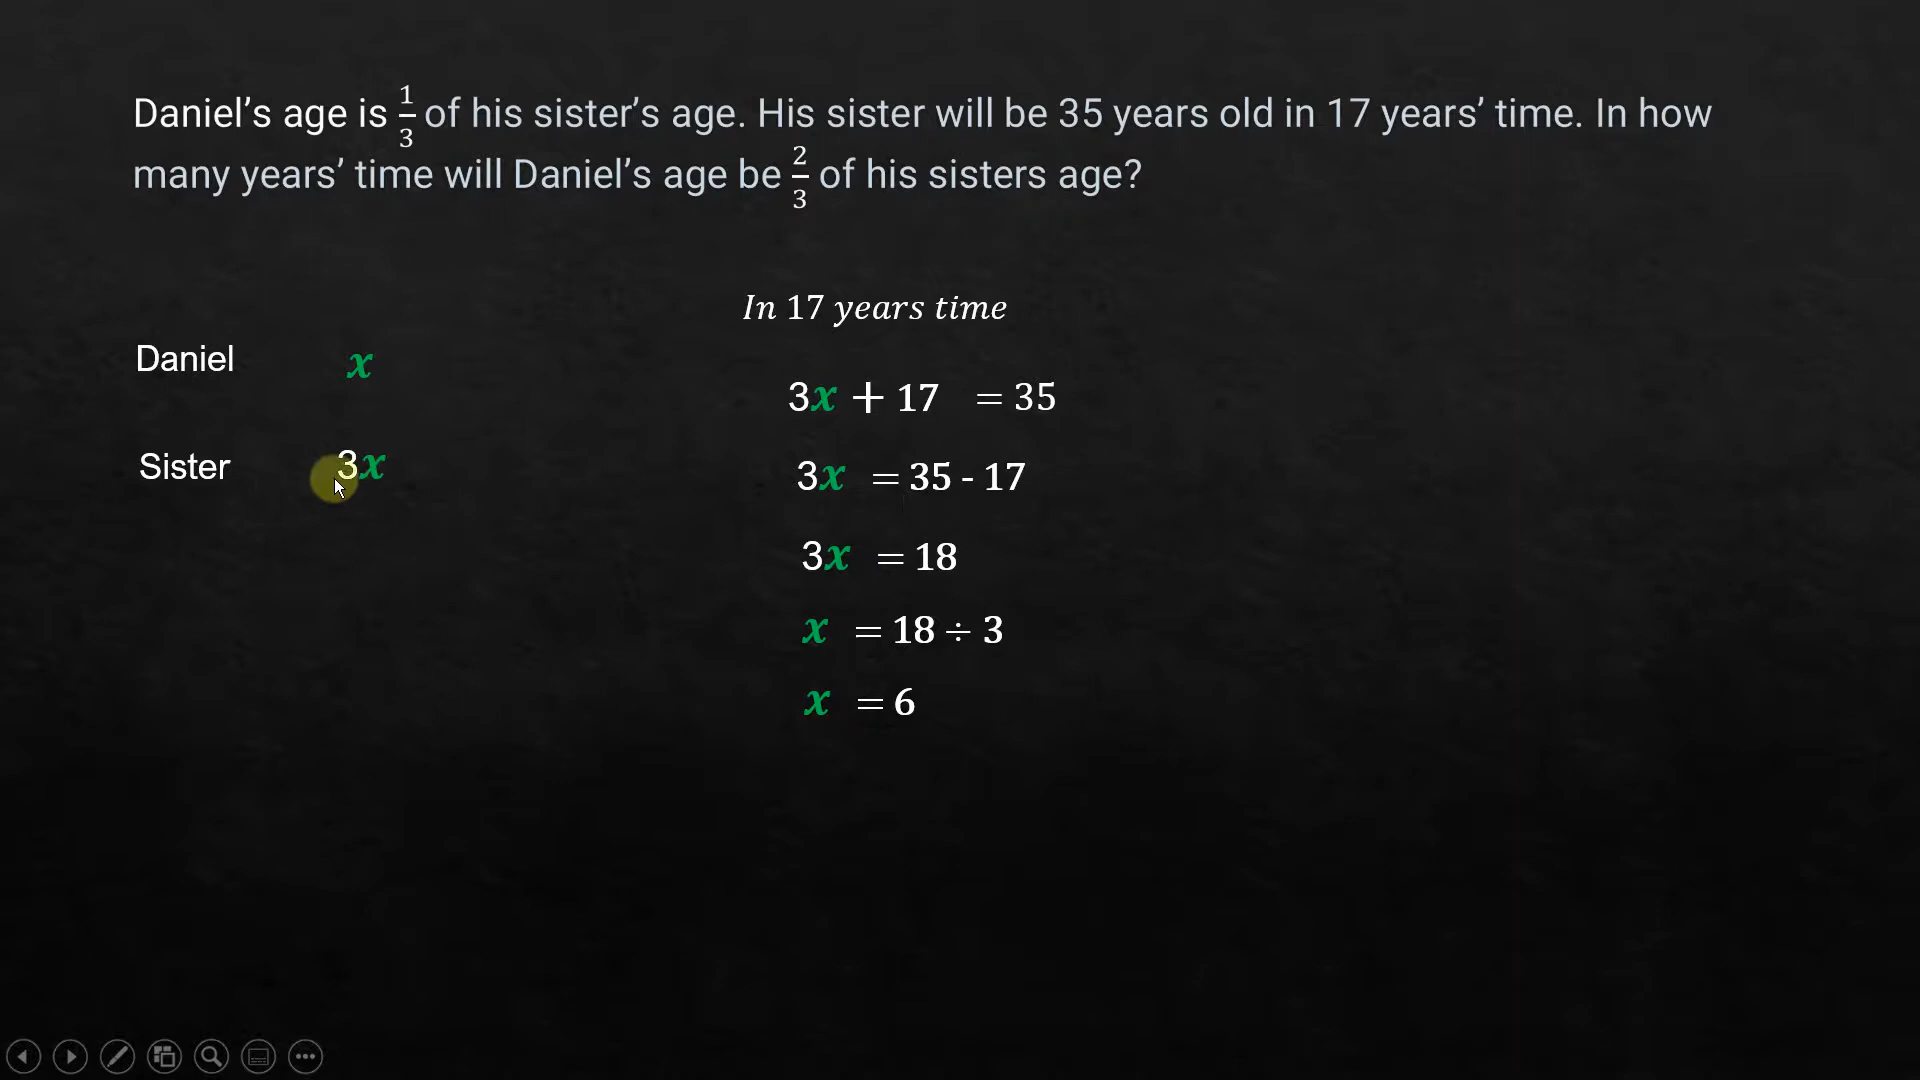 Daniel’s age is 1/3 of his sister’s age. His sister will be 35 years old in 17 years’ time. In how
many years’ time will Daniel’s age be 2/3 of his sisters age?
In 17 years time
Daniel x
3x + 17 = 35
Sister 3x
3x = 35 - 17
3x = 18
x = 18 ÷ 3
x = 6